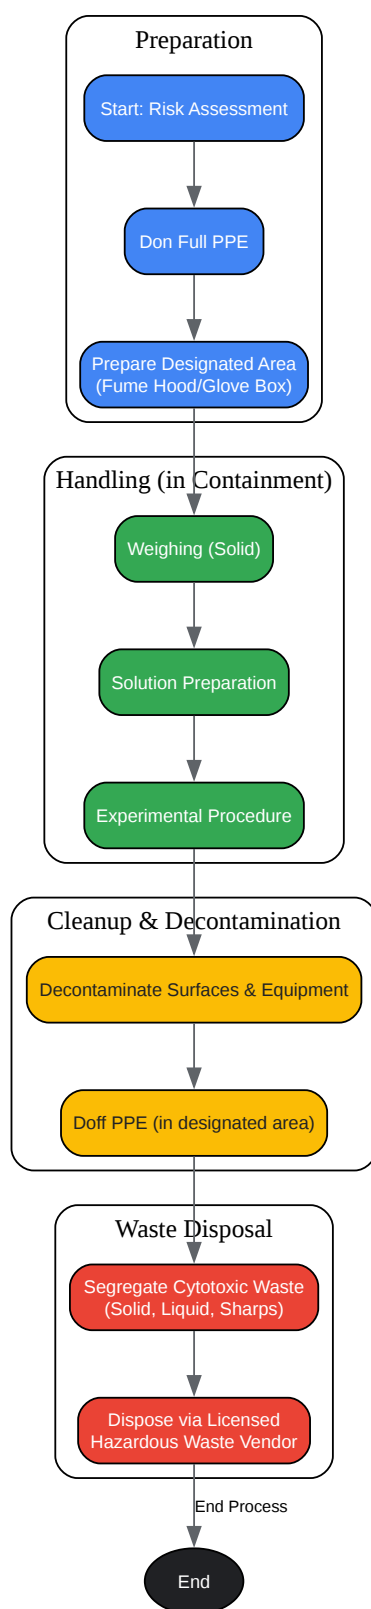 Preparation
Start: Risk Assessment
Don Full PPE
Prepare Designated Area
(Fume Hood/Glove Box)
Handling (in Containment)
Weighing (Solid)
Solution Preparation
Experimental Procedure
Cleanup & Decontamination
Decontaminate Surfaces & Equipment
Doff PPE (in designated area)
Waste Disposal
Segregate Cytotoxic Waste
(Solid, Liquid, Sharps)
Dispose via Licensed
Hazardous Waste Vendor
End Process
End